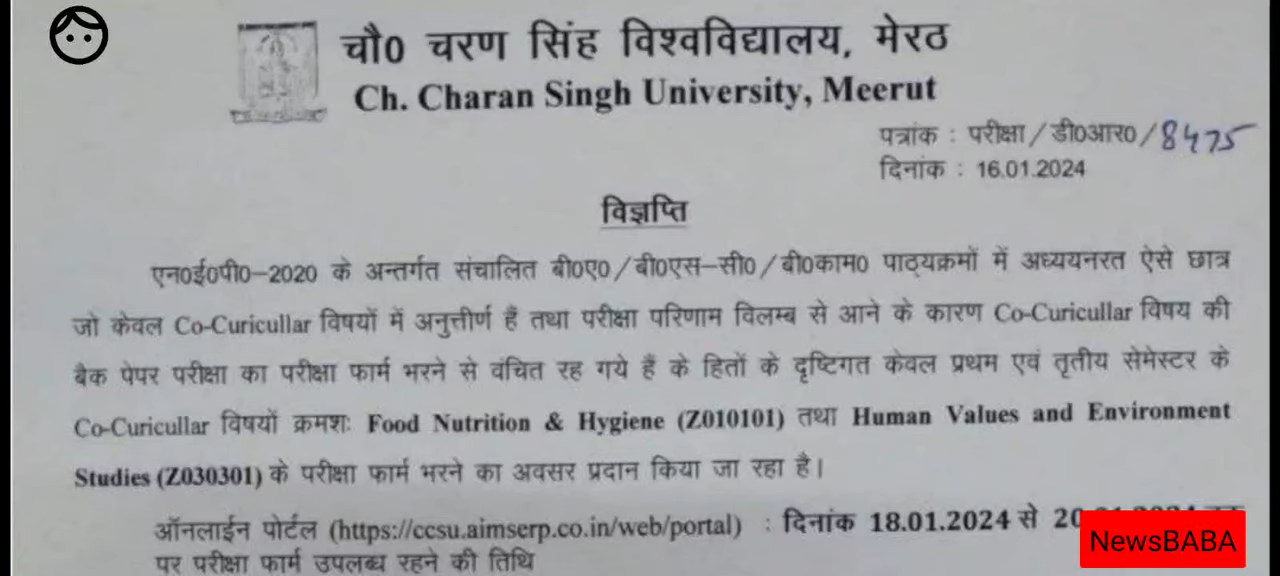 चौ0 चरण सिंह विश्वविद्यालय, मेरठ
Ch. Charan Singh University, Meerut
पत्रांक : परीक्षा/डी0आर0/8475
दिनांक : 16.01.2024
विज्ञप्ति
एन0ई0पी0-2020 के अन्तर्गत संचालित बी0ए0/बी0एस-सी0/बी0काम0 पाठ्यक्रमों में अध्ययनरत ऐसे छात्र
जो केवल Co-Curicullar विषयों में अनुत्तीर्ण हैं तथा परीक्षा परिणाम विलम्ब से आने के कारण Co-Curicullar विषय की
बैक पेपर परीक्षा का परीक्षा फार्म भरने से वंचित रह गये हैं के हितों के दृष्टिगत केवल प्रथम एवं तृतीय सेमेस्टर के
Co-Curicullar विषयों क्रमशः Food Nutrition & Hygiene (Z010101) तथा Human Values and Environment
Studies (Z030301) के परीक्षा फार्म भरने का अवसर प्रदान किया जा रहा है।
ऑनलाईन पोर्टल (https://ccsu.aimserp.co.in/web/portal) : दिनांक 18.01.2024 से 20
पर परीक्षा फार्म उपलब्ध रहने की तिथि
NewsBABA